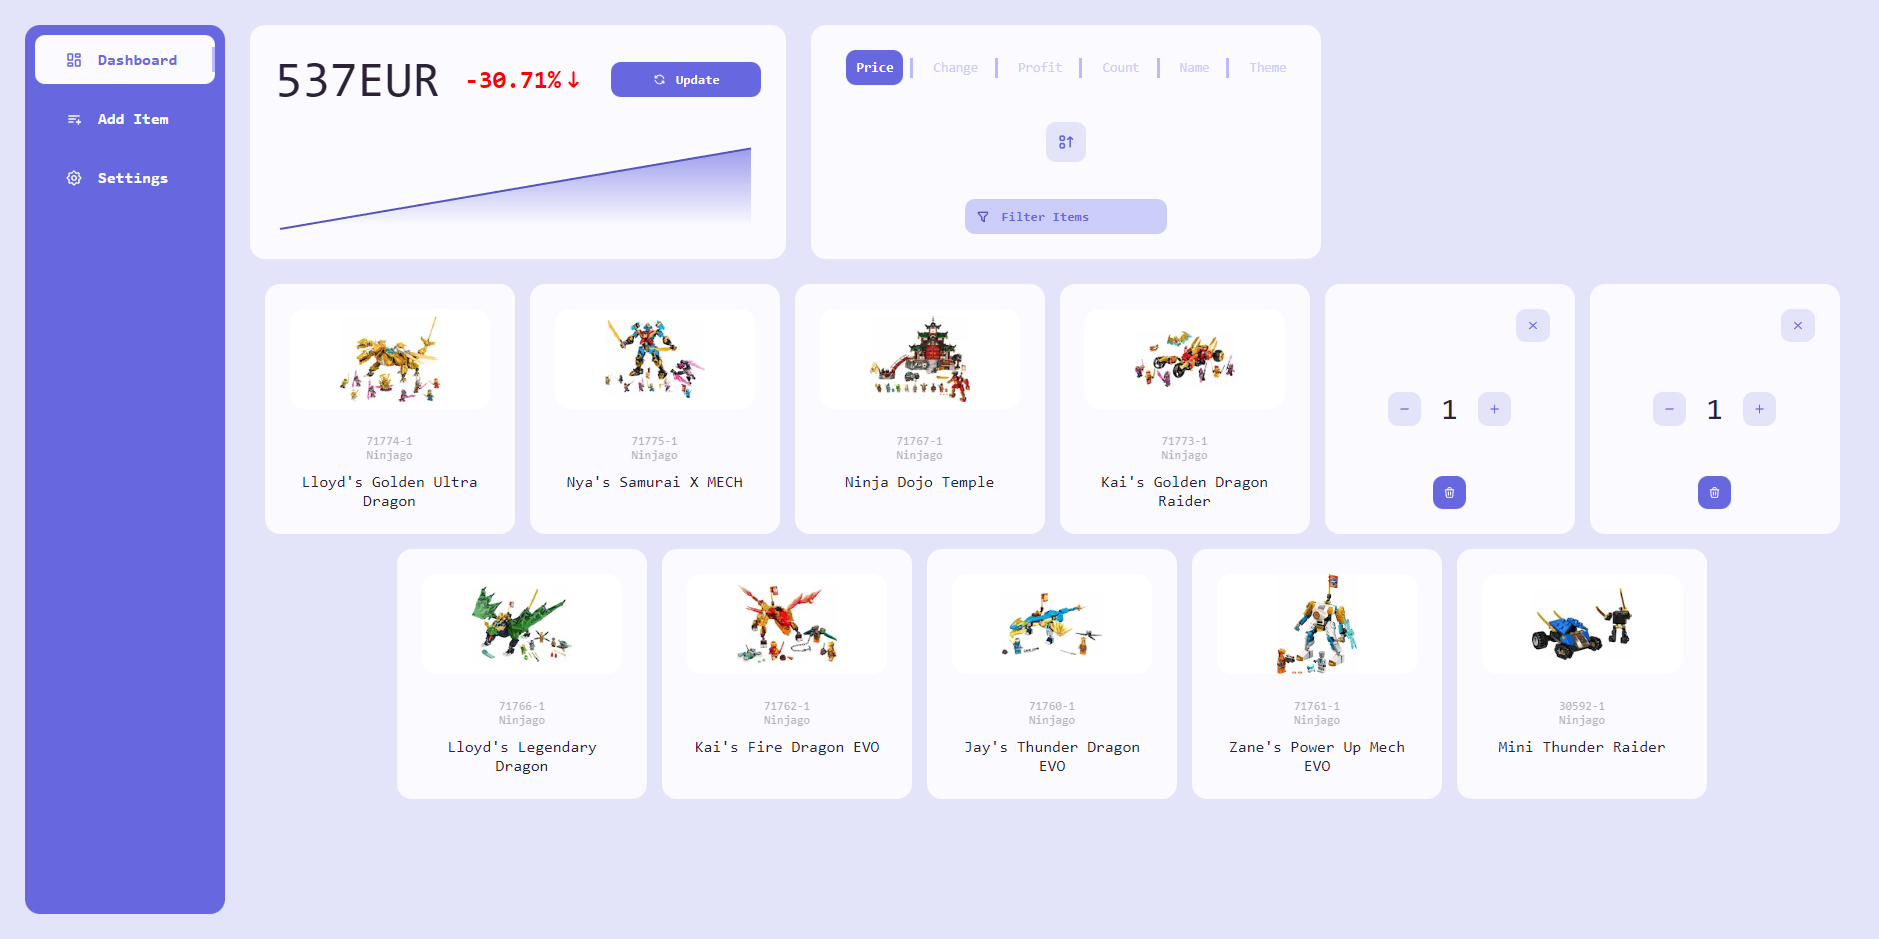 Dashboard
Add Item
Settings
537EUR
-30.71%↓
Update
Price
Change
Profit
Count
Name
Theme
Filter Items
71774-1
Ninjago
Lloyd's Golden Ultra
Dragon
71775-1
Ninjago
Nya's Samurai X MECH
71767-1
Ninjago
Ninja Dojo Temple
71773-1
Ninjago
Kai's Golden Dragon
Raider
1
1
71766-1
Ninjago
Lloyd's Legendary
Dragon
71762-1
Ninjago
Kai's Fire Dragon EVO
71760-1
Ninjago
Jay's Thunder Dragon
EVO
71761-1
Ninjago
Zane's Power Up Mech
EVO
30592-1
Ninjago
Mini Thunder Raider